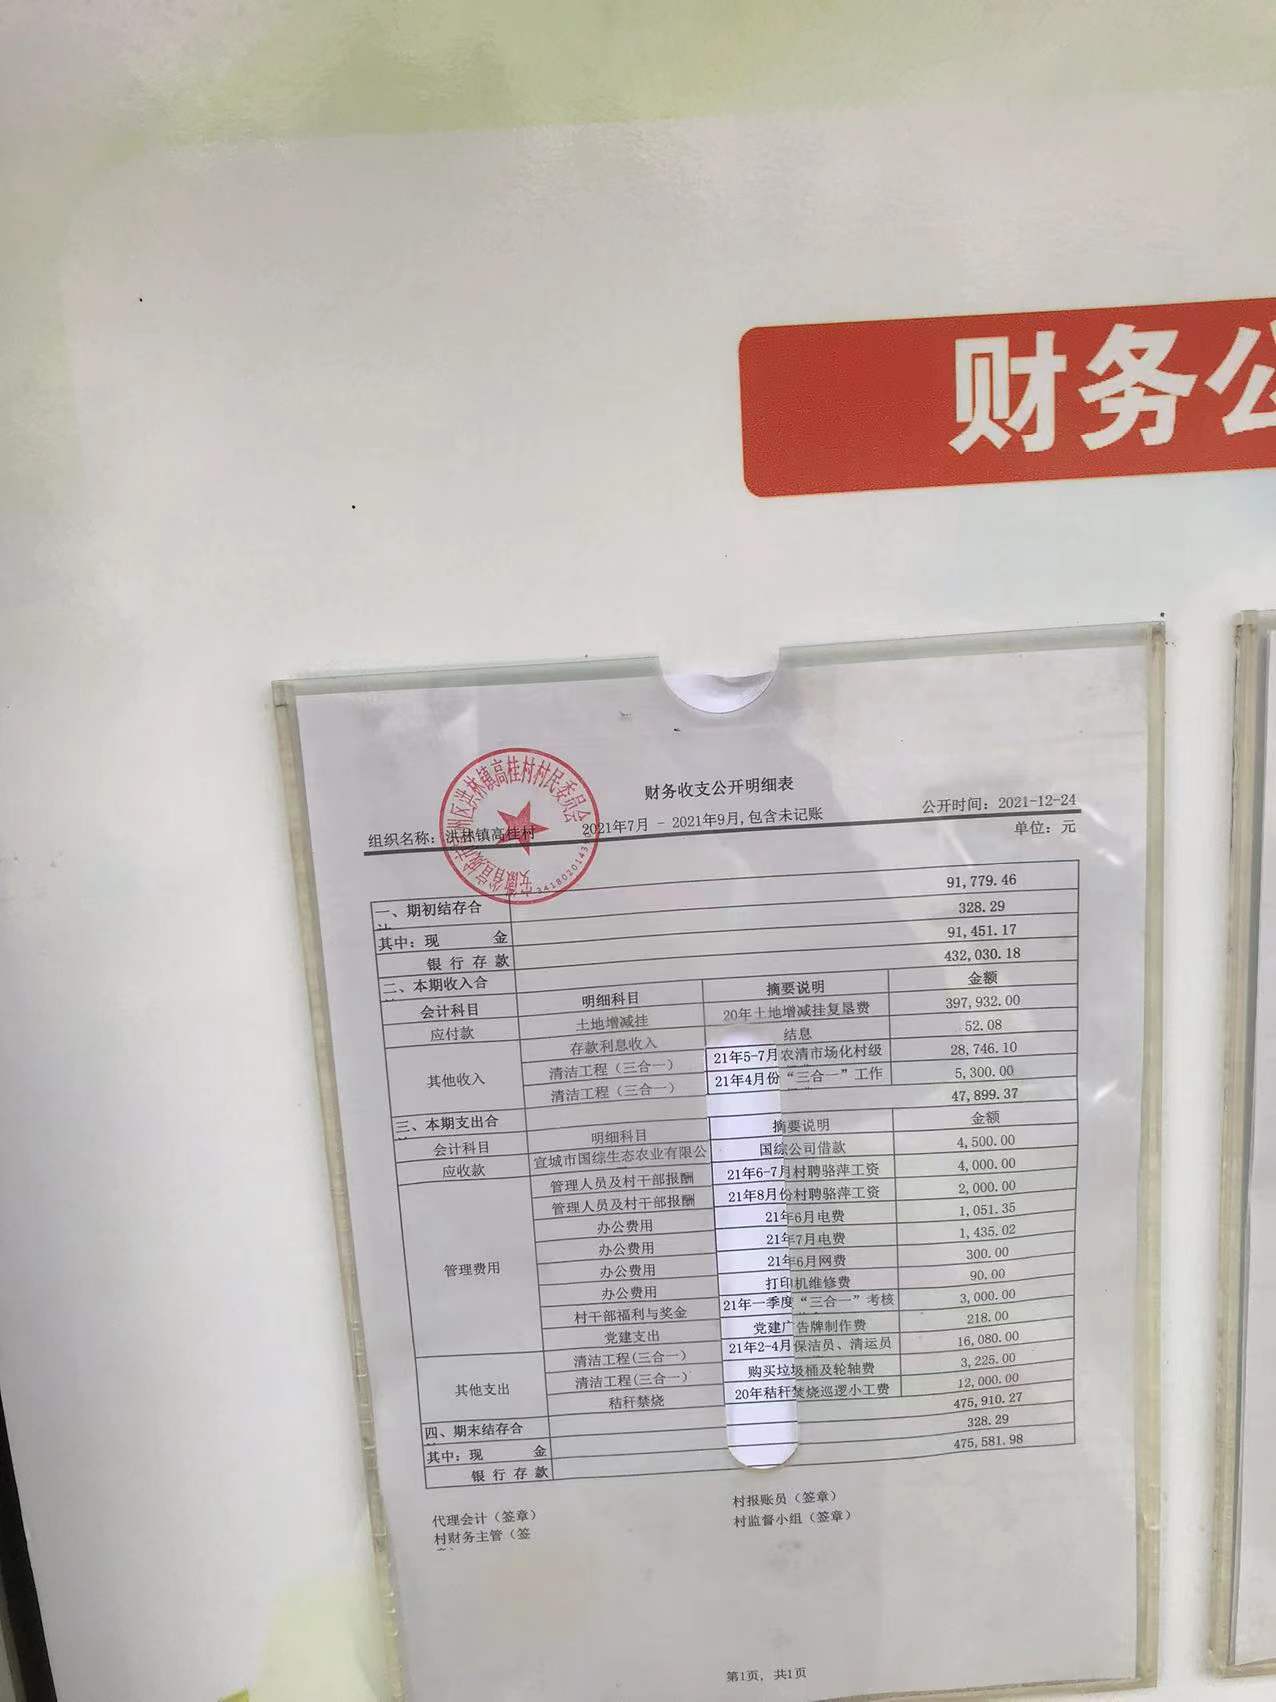 财务公
财务收支公开明细表
组织名称：洪林镇高桂村 2021年7月 - 2021年9月,包含未记账 公开时间：2021-12-24
单位：元
洪林镇高桂村村民委员会
一、期初结存合 91,779.46
其中：现 金 328.29
银 行 存 款 91,451.17
二、本期收入合 432,030.18
会计科目 明细科目 摘要说明 金额
应付款 土地增减挂 20年土地增减挂复垦费 397,932.00
其他收入 存款利息收入 结息 52.08
清洁工程（三合一） 21年5-7月农清市场化村级 28,746.10
清洁工程（三合一） 21年4月份“三合一”工作 5,300.00
三、本期支出合 47,899.37
会计科目 明细科目 摘要说明 金额
应收款 宣城市国综生态农业有限公 国综公司借款 4,500.00
管理费用 管理人员及村干部报酬 21年6-7月村聘骆萍工资 4,000.00
管理人员及村干部报酬 21年8月份村聘骆萍工资 2,000.00
办公费用 21年6月电费 1,051.35
办公费用 21年7月电费 1,435.02
办公费用 21年6月网费 300.00
办公费用 打印机维修费 90.00
村干部福利与奖金 21年一季度“三合一”考核 3,000.00
党建支出 党建广告牌制作费 218.00
其他支出 清洁工程(三合一） 21年2-4月保洁员、清运员 16,080.00
清洁工程(三合一） 购买垃圾桶及轮轴费 3,225.00
秸秆禁烧 20年秸秆禁烧巡逻小工费 12,000.00
四、期末结存合 475,910.27
其中：现 金 328.29
银 行 存 款 475,581.98
代理会计（签章） 村报账员（签章）
村财务主管（签 村监督小组（签章）
第1页，共1页